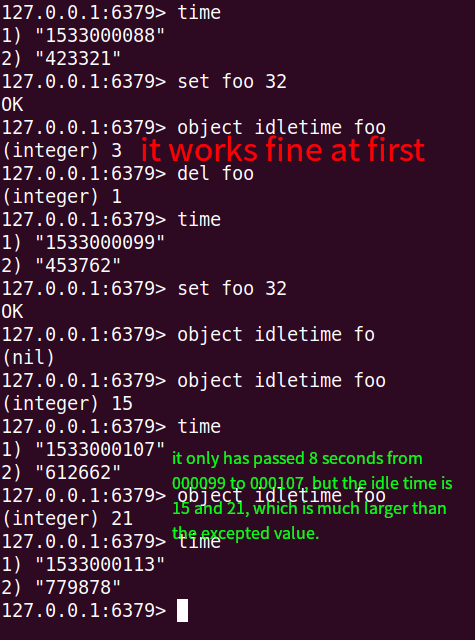 127.0.0.1:6379> time
1) "1533000088"
2) "423321"
127.0.0.1:6379> set foo 32
OK
127.0.0.1:6379> object idletime foo
(integer) 3
it works fine at first
127.0.0.1:6379> del foo
(integer) 1
127.0.0.1:6379> time
1) "1533000099"
2) "453762"
127.0.0.1:6379> set foo 32
OK
127.0.0.1:6379> object idletime fo
(nil)
127.0.0.1:6379> object idletime foo
(integer) 15
127.0.0.1:6379> time
1) "1533000107"
2) "612662"
127.0.0.1:6379> object idletime foo
(integer) 21
127.0.0.1:6379> time
1) "1533000113"
2) "779878"
127.0.0.1:6379>
it only has passed 8 seconds from
000099 to 000107, but the idle time is
15 and 21, which is much larger than
the excepted value.